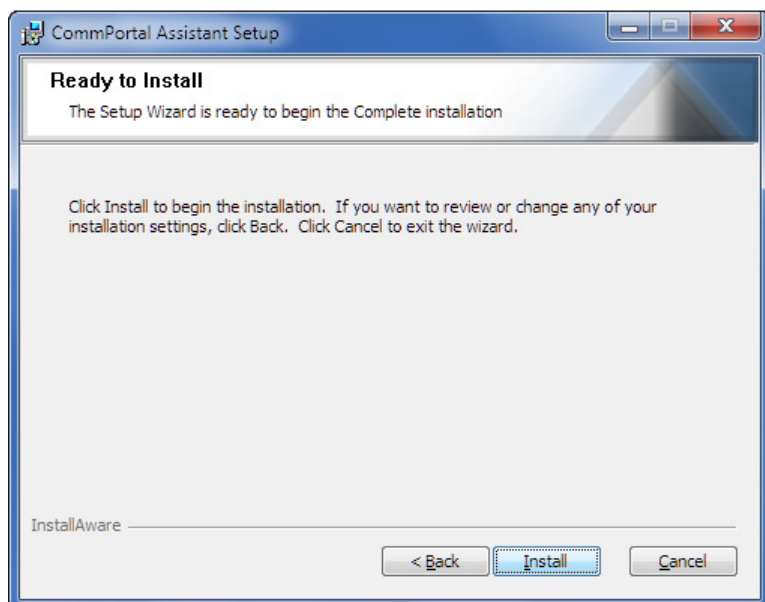 CommPortal Assistant Setup
Ready to Install
The Setup Wizard is ready to begin the Complete installation
Click Install to begin the installation.  If you want to review or change any of your
installation settings, click Back.  Click Cancel to exit the wizard.
InstallAware
< Back Install Cancel